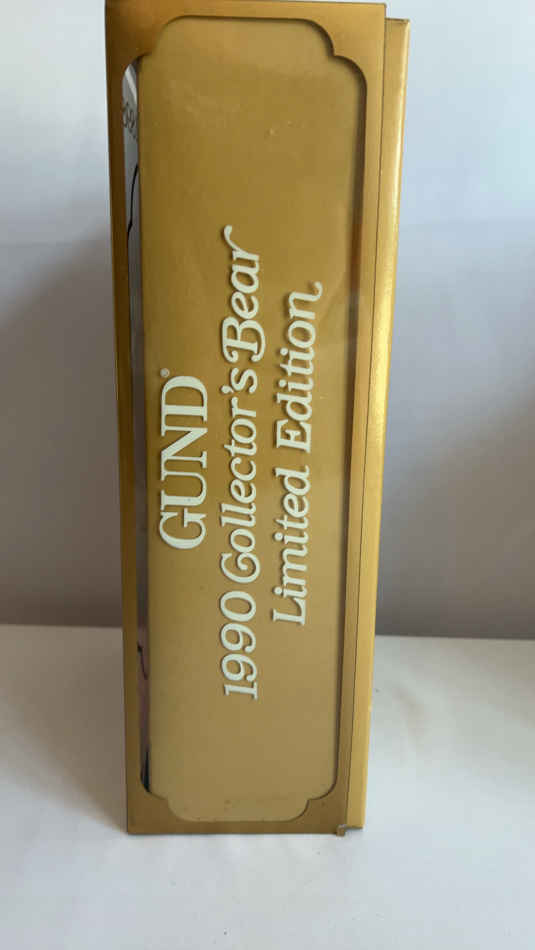 GUND®
1990 Collector's Bear
Limited Edition